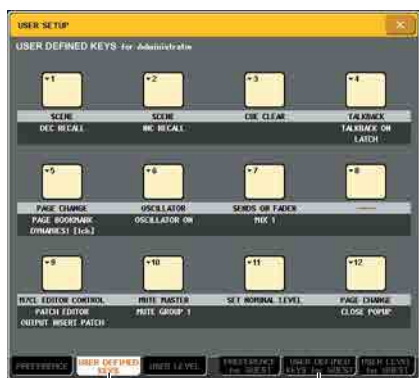 USER SETUP
USER DEFINED KEYS for Administrator
1
2
3
4
SCENE
SCENE
CUE CLEAR
TALKBACK
DEC RECALL
INC RECALL
TALKBACK ON
LATCH
5
6
7
8
PAGE CHANGE
OSCILLATOR
SENDS ON FADER
-----
PAGE BOOKMARK
OSCILLATOR ON
MIX 1
DYNAMICS1 [1ch]
9
10
11
12
M7CL EDITOR CONTROL
MUTE MASTER
SET NOMINAL LEVEL
PAGE CHANGE
PATCH EDITOR
MUTE GROUP 1
CLOSE POPUP
OUTPUT INSERT PATCH
PREFERENCE
USER DEFINED
KEYS
USER LEVEL
PREFERENCE
for GUEST
USER DEFINED
KEYS for GUEST
USER LEVEL
for GUEST